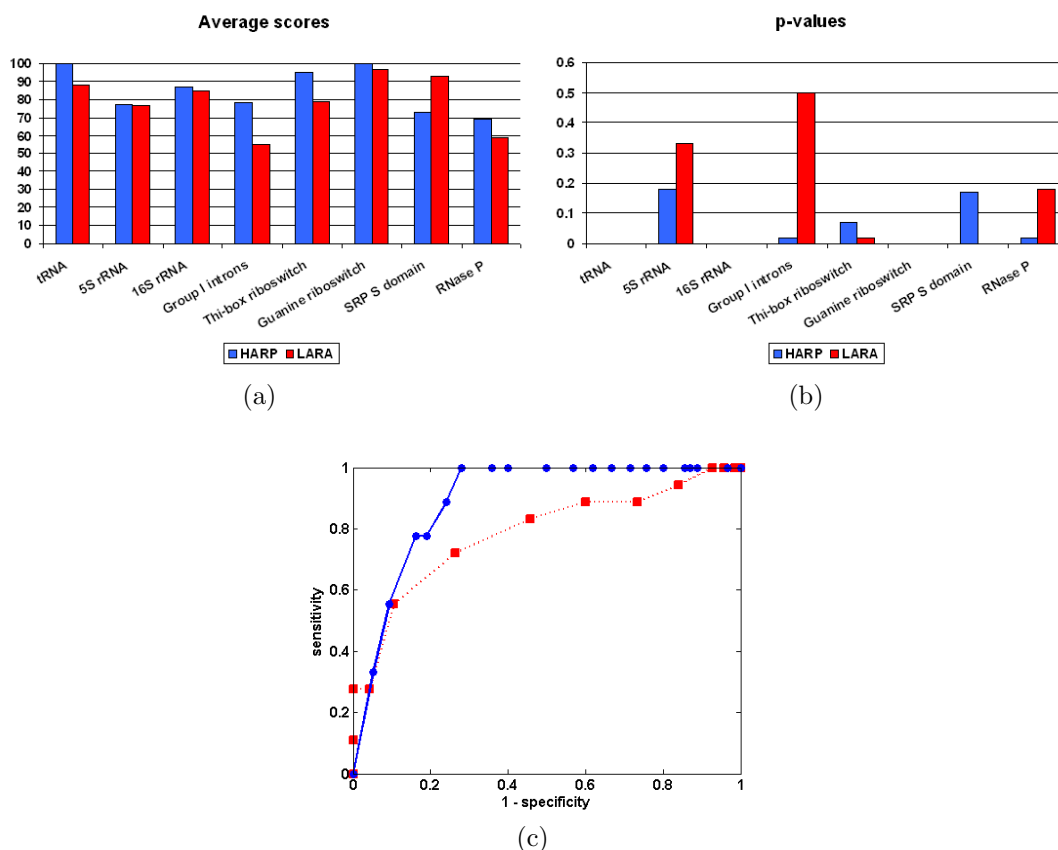 Average scores
100
90
80
70
60
50
40
30
20
10
0
tRNA
5S rRNA
16S rRNA
Group I introns
Thi-box riboswitch
Guanine riboswitch
SRP S domain
RNase P
HARP LARA
(a)
p-values
0.6
0.5
0.4
0.3
0.2
0.1
0
tRNA
5S rRNA
16S rRNA
Group I introns
Thi-box riboswitch
Guanine riboswitch
SRP S domain
RNase P
HARP LARA
(b)
sensitivity
1
0.8
0.6
0.4
0.2
0
0 0.2 0.4 0.6 0.8 1
1 - specificity
(c)